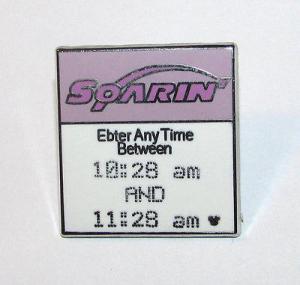 SOARIN'
Ebter Any Time
Between
10:28 am
AND
11:28 am